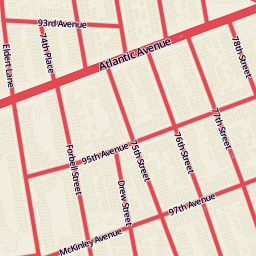 93rd Avenue
74th Place
Eldert Lane
Atlantic Avenue
78th Street
77th Street
76th Street
75th Street
95th Avenue
Forbell Street
Drew Street
97th Avenue
McKinley Avenue